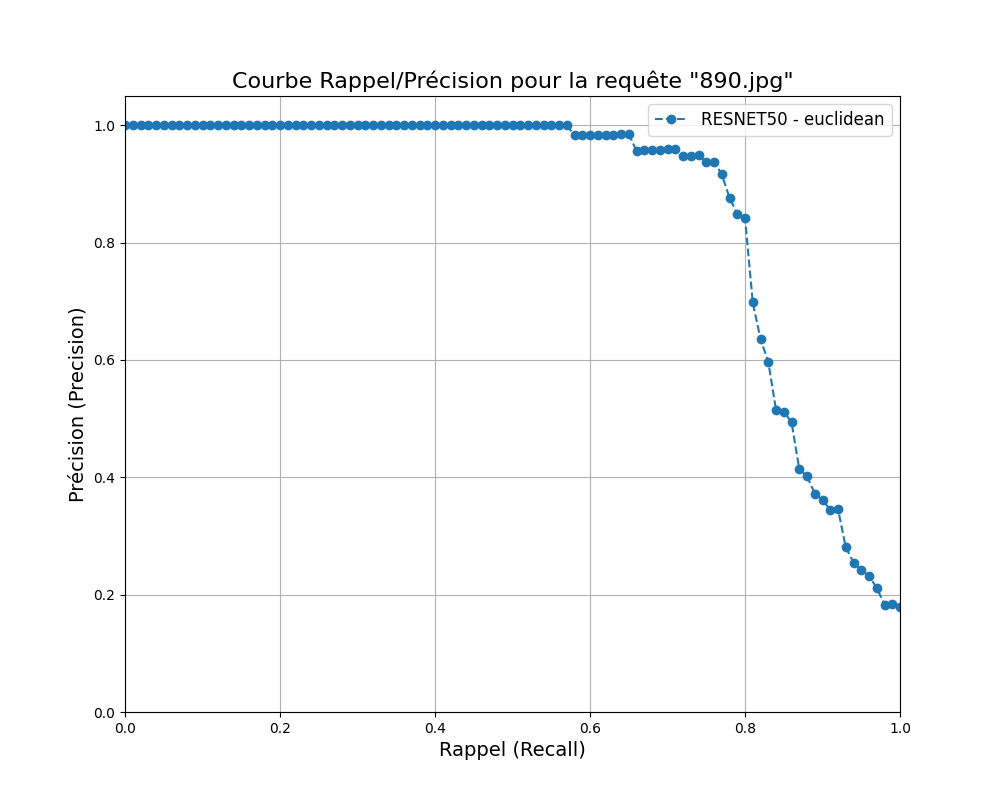 Courbe Rappel/Précision pour la requête "890.jpg"
RESNET50 - euclidean
Précision (Precision)
1.0
0.8
0.6
0.4
0.2
0.0
0.0 0.2 0.4 0.6 0.8 1.0
Rappel (Recall)